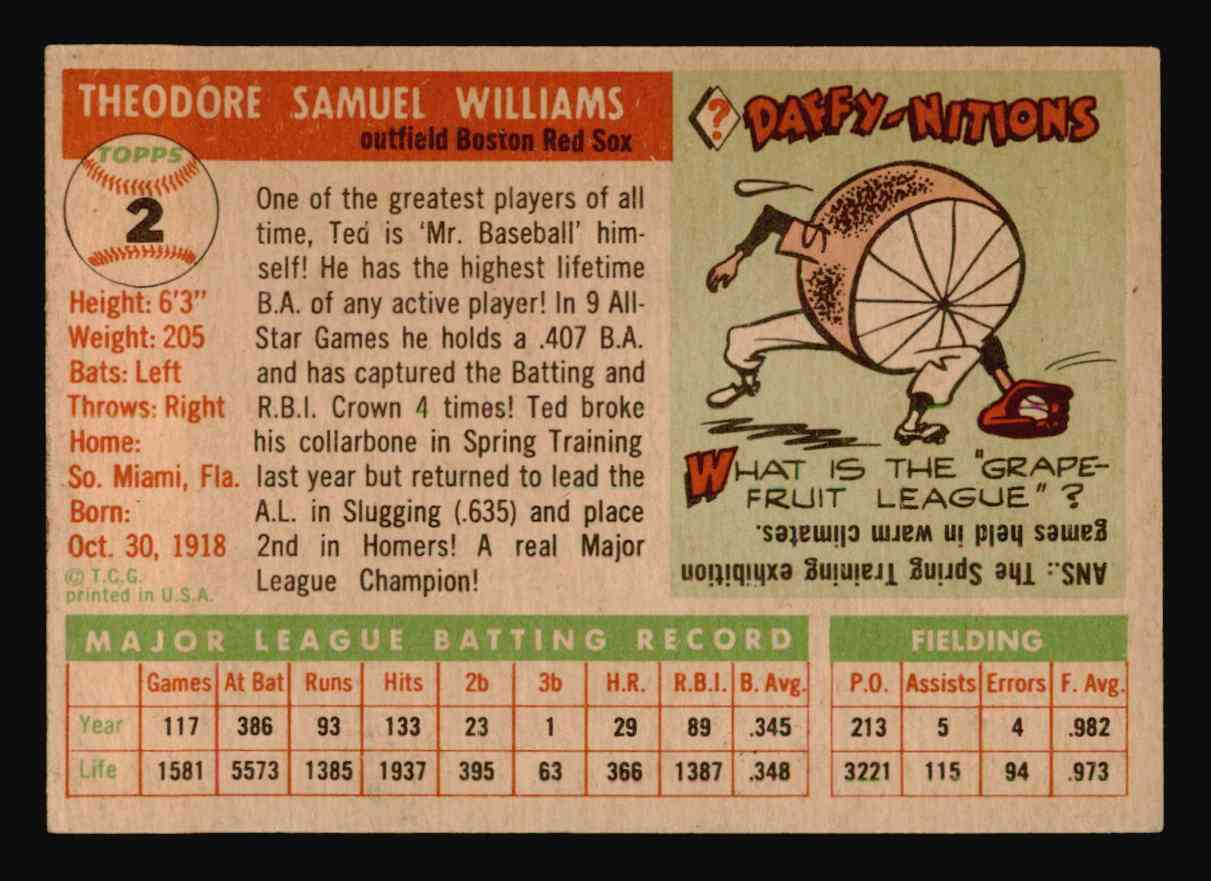 THEODORE SAMUEL WILLIAMS
outfield Boston Red Sox
TOPPS
2
Height: 6'3"
Weight: 205
Bats: Left
Throws: Right
Home:
So. Miami, Fla.
Born:
Oct. 30, 1918
© T.C.G.
printed in U.S.A.
One of the greatest players of all
time, Ted is 'Mr. Baseball' him-
self! He has the highest lifetime
B.A. of any active player! In 9 All-
Star Games he holds a .407 B.A.
and has captured the Batting and
R.B.I. Crown 4 times! Ted broke
his collarbone in Spring Training
last year but returned to lead the
A.L. in Slugging (.635) and place
2nd in Homers! A real Major
League Champion!
? DAFFY-NITIONS
WHAT IS THE "GRAPE-
FRUIT LEAGUE" ?
ANS.: The Spring Training exhibition
games held in warm climates.
MAJOR LEAGUE BATTING RECORD
Games At Bat Runs Hits 2b 3b H.R. R.B.I. B. Avg.
Year 117 386 93 133 23 1 29 89 .345
Life 1581 5573 1385 1937 395 63 366 1387 .348
FIELDING
P.O. Assists Errors F. Avg.
213 5 4 .982
3221 115 94 .973